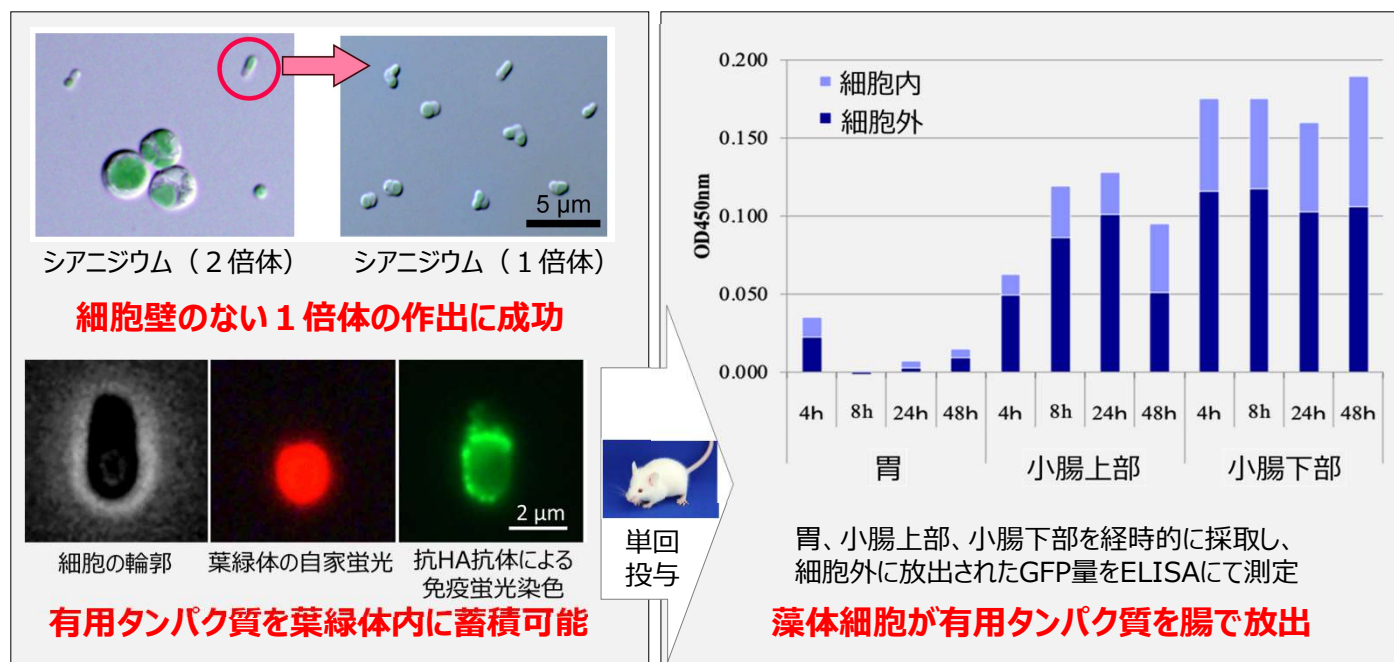 5 μm
シアニジウム（２倍体）
シアニジウム（１倍体）
細胞壁のない１倍体の作出に成功
2 μm
細胞の輪郭
葉緑体の自家蛍光
抗HA抗体による
免疫蛍光染色
有用タンパク質を葉緑体内に蓄積可能
単回
投与
OD450nm
0.200
0.150
0.100
0.050
0.000
細胞内
細胞外
4h 8h 24h 48h 4h 8h 24h 48h 4h 8h 24h 48h
胃 小腸上部 小腸下部
胃、小腸上部、小腸下部を経時的に採取し、
細胞外に放出されたGFP量をELISAにて測定
藻体細胞が有用タンパク質を腸で放出